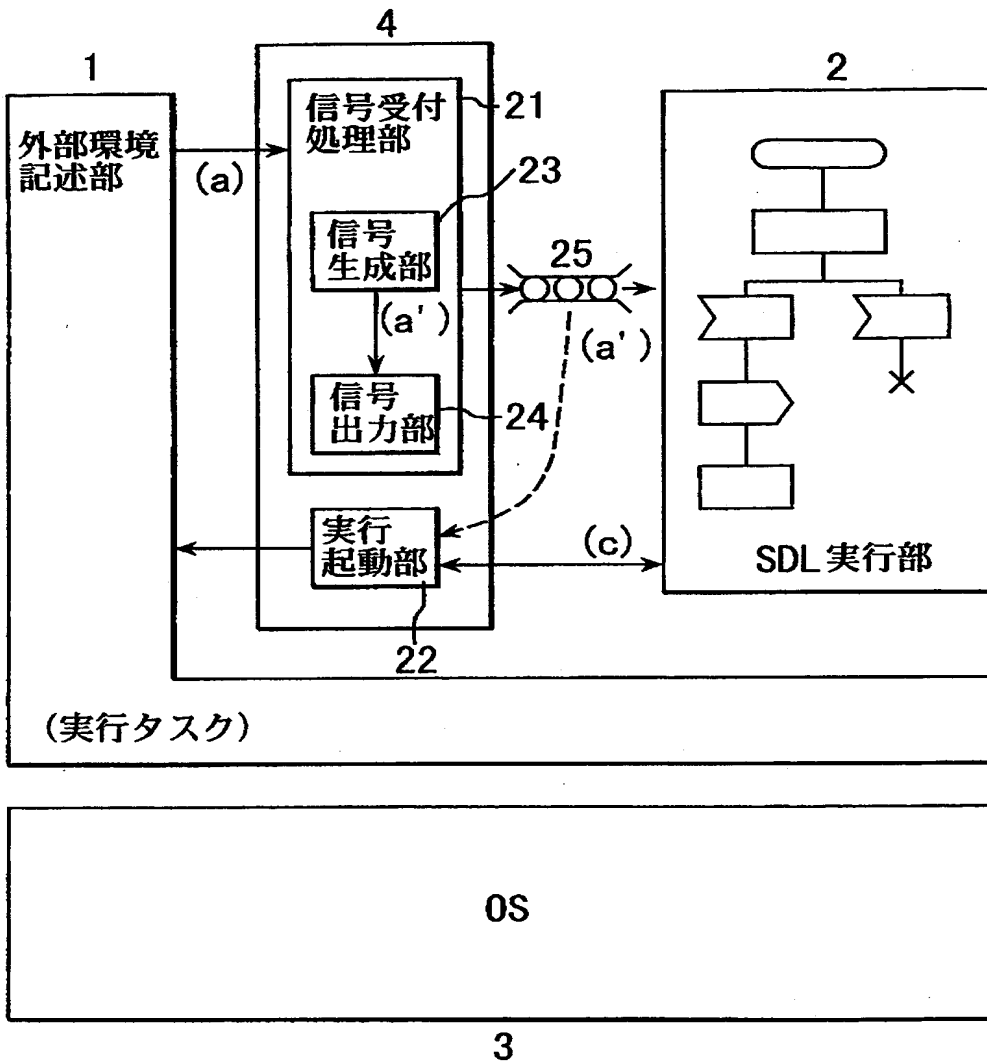 4
1
2
信号受付
処理部
21
外部環境
記述部
(a)
23
信号
生成部
25
(a')
(a')
信号
出力部
24
実行
起動部
(c)
SDL 実行部
22
(実行タスク)
OS
3